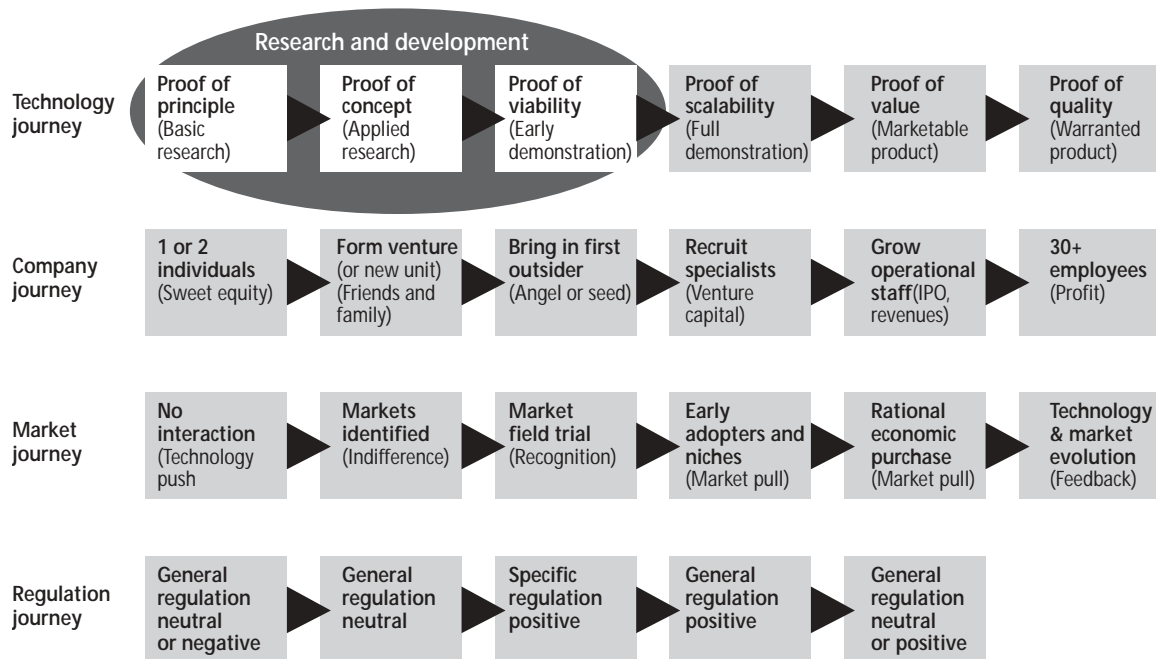 Research and development
Technology
journey
Proof of
principle
(Basic
research)
Proof of
concept
(Applied
research)
Proof of
viability
(Early
demonstration)
Proof of
scalability
(Full
demonstration)
Proof of
value
(Marketable
product)
Proof of
quality
(Warranted
product)
Company
journey
1 or 2
individuals
(Sweet equity)
Form venture
(or new unit)
(Friends and
family)
Bring in first
outsider
(Angel or seed)
Recruit
specialists
(Venture
capital)
Grow
operational
staff(IPO,
revenues)
30+
employees
(Profit)
Market
journey
No
interaction
(Technology
push
Markets
identified
(Indifference)
Market
field trial
(Recognition)
Early
adopters and
niches
(Market pull)
Rational
economic
purchase
(Market pull)
Technology
& market
evolution
(Feedback)
Regulation
journey
General
regulation
neutral
or negative
General
regulation
neutral
Specific
regulation
positive
General
regulation
positive
General
regulation
neutral
or positive